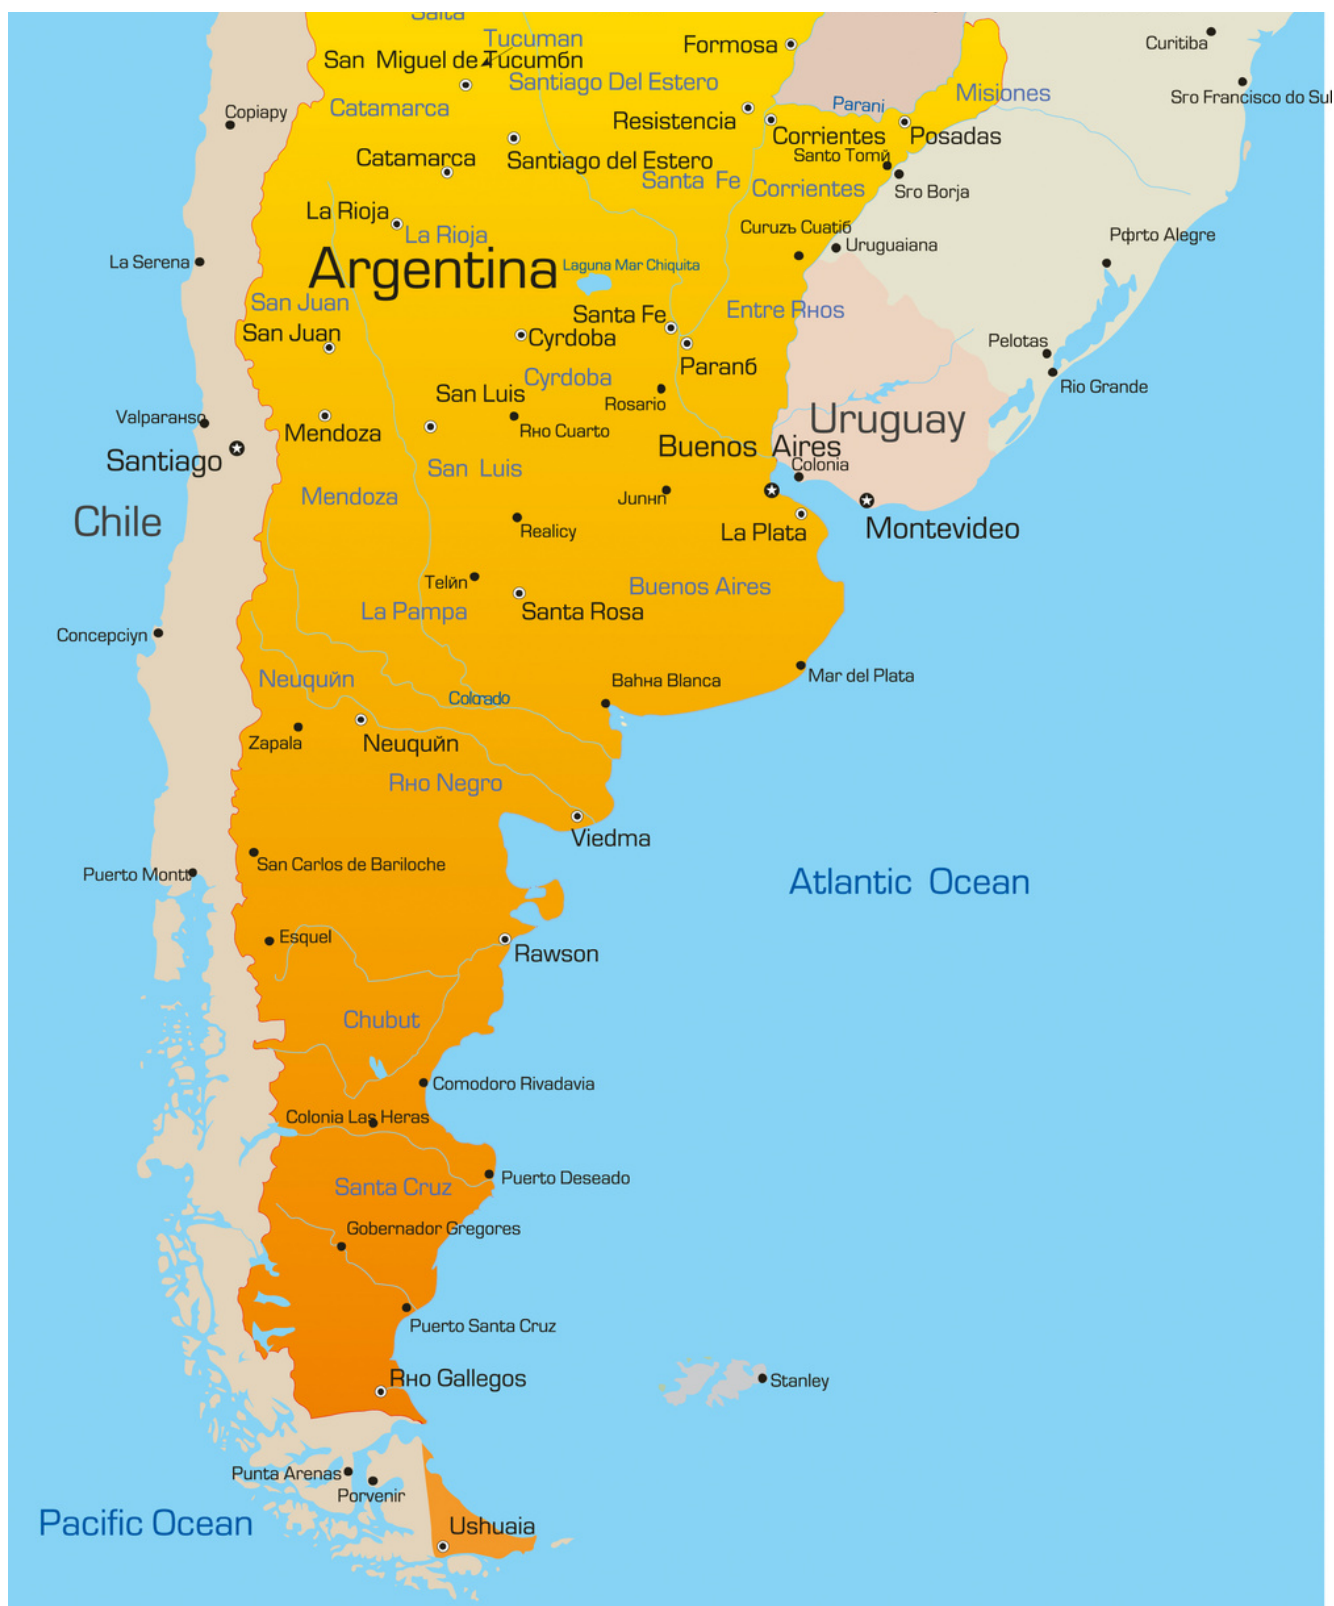 Salta
Tucuman
Formosa
Curitiba
San Miguel de Tucumбn
Santiago Del Estero
Misiones
Sгo Francisco do Sul
Catamarca
Parani
Copiapy
Resistencia
Corrientes
Posadas
Catamarca
Santiago del Estero
Santo Tomй
Santa Fe
Corrientes
Sгo Borja
La Rioja
La Rioja
Curuzъ Cuatiб
Uruguaiana
Pфrto Alegre
La Serena
Argentina
Laguna Mar Chiquita
San Juan
Santa Fe
Entre Rнos
San Juan
Cyrdoba
Pelotas
Paranб
Cyrdoba
Rio Grande
San Luis
Rosario
Valparaнso
Mendoza
Rнo Cuarto
Uruguay
Santiago
Buenos Aires
Colonia
San Luis
Mendoza
Junнn
Chile
Realicy
La Plata
Montevideo
Telйn
Buenos Aires
La Pampa
Santa Rosa
Concepciyn
Neuquйn
Bahнa Blanca
Mar del Plata
Colorado
Zapala
Neuquйn
Rнo Negro
Viedma
San Carlos de Bariloche
Puerto Montt
Atlantic Ocean
Esquel
Rawson
Chubut
Comodoro Rivadavia
Colonia Las Heras
Puerto Deseado
Santa Cruz
Gobernador Gregores
Puerto Santa Cruz
Rнo Gallegos
Stanley
Punta Arenas
Porvenir
Pacific Ocean
Ushuaia